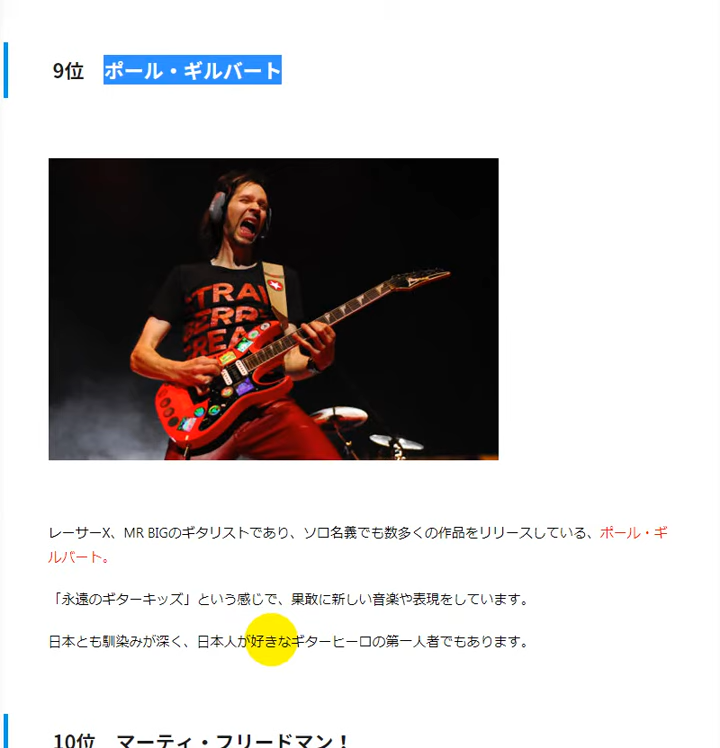 9位 ポール・ギルバート
STRAW
BERR
CREA
レーサーX、MR BIGのギタリストであり、ソロ名義でも数多くの作品をリリースしている、ポール・ギ
ルバート。
「永遠のギターキッズ」という感じで、果敢に新しい音楽や表現をしています。
日本とも馴染みが深く、日本人が好きなギターヒーロの第一人者でもあります。
10位 マーティ・フリードマン！